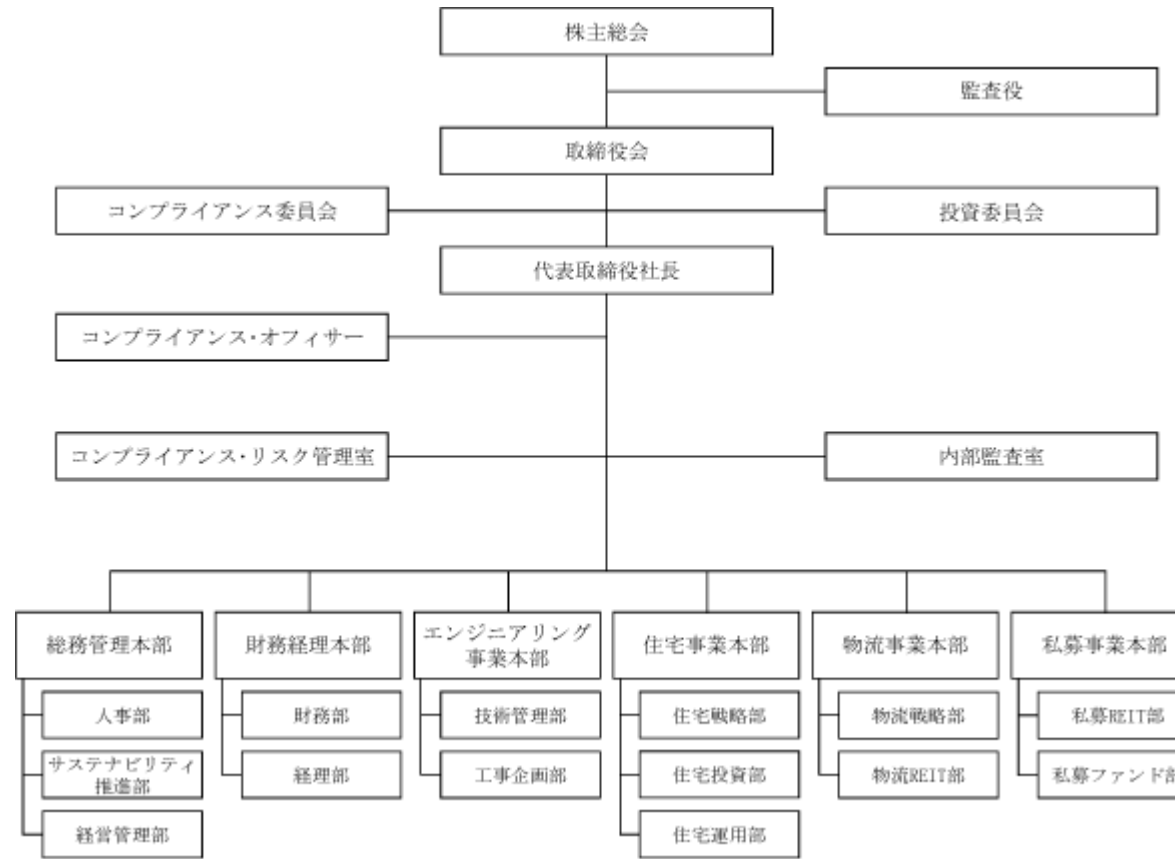 株主総会
監査役
取締役会
コンプライアンス委員会
投資委員会
代表取締役社長
コンプライアンス・オフィサー
コンプライアンス・リスク管理室
内部監査室
総務管理本部
人事部
サステナビリティ
推進部
経営管理部
財務経理本部
財務部
経理部
エンジニアリング
事業本部
技術管理部
工事企画部
住宅事業本部
住宅戦略部
住宅投資部
住宅運用部
物流事業本部
物流戦略部
物流REIT部
私募事業本部
私募REIT部
私募ファンド部